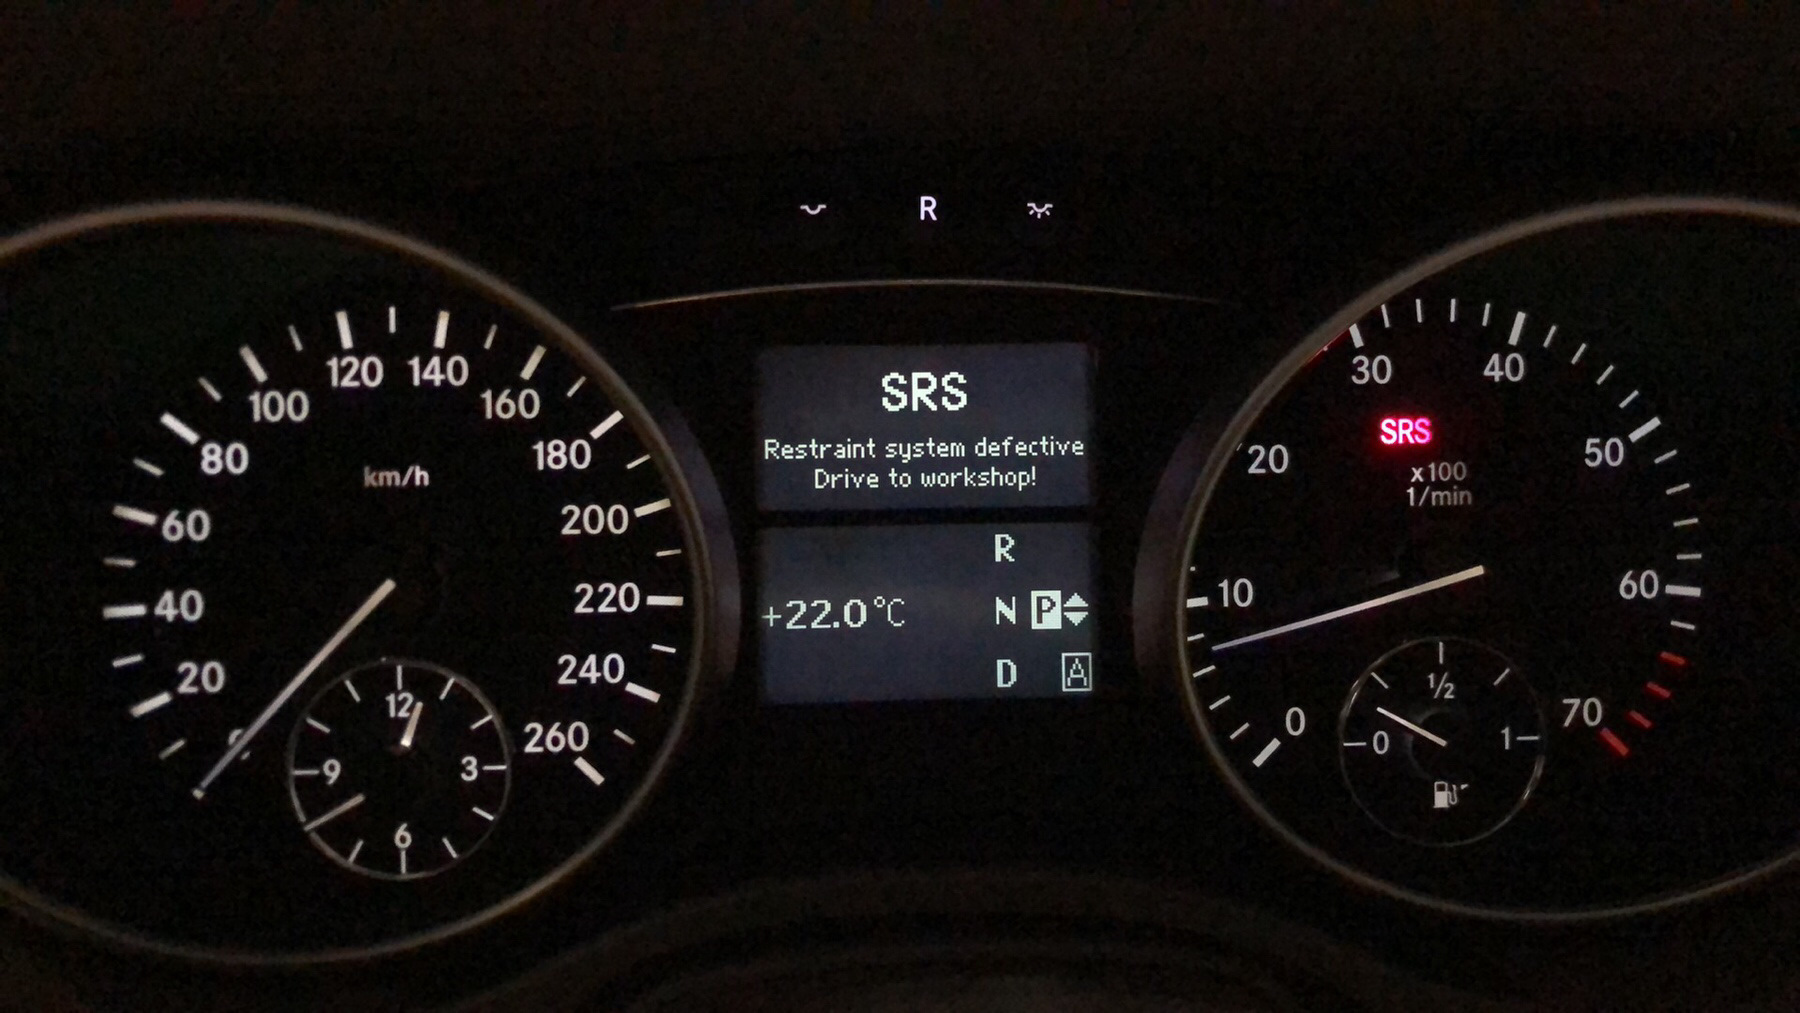 R
120 140
100 160
80 180
km/h
60 200
40 220
20 240
260
12
9 3
6
SRS
Restraint system defective
Drive to workshop!
R
+22.0°C N P
D A
30 40
SRS
20 50
x100
1/min
10 60
0 70
1/2
0 1